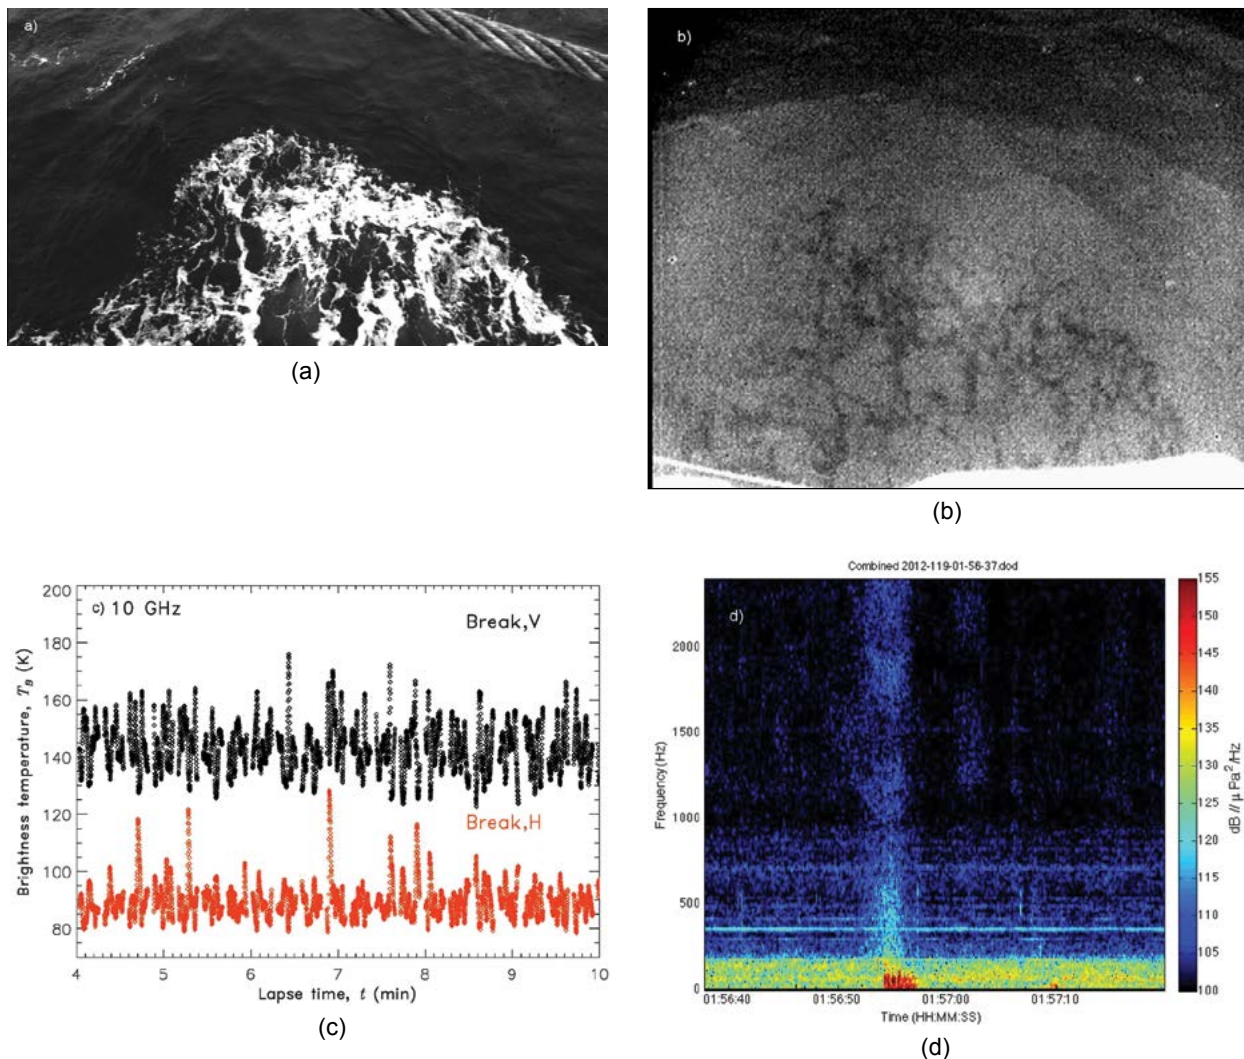 a)
b)
(a)
(b)
c) 10 GHz
Break,V
Break,H
200
180
160
140
120
100
80
Brightness temperature, T_B (K)
4
5
6
7
8
9
10
Lapse time, t (min)
(c)
Combined 2012-119-01-56-37.dod
d)
2000
1500
1000
500
0
Frequency (Hz)
01:56:40
01:56:50
01:57:00
01:57:10
Time (HH:MM:SS)
155
150
145
140
135
130
125
120
115
110
105
100
dB // μ Pa²/Hz
(d)